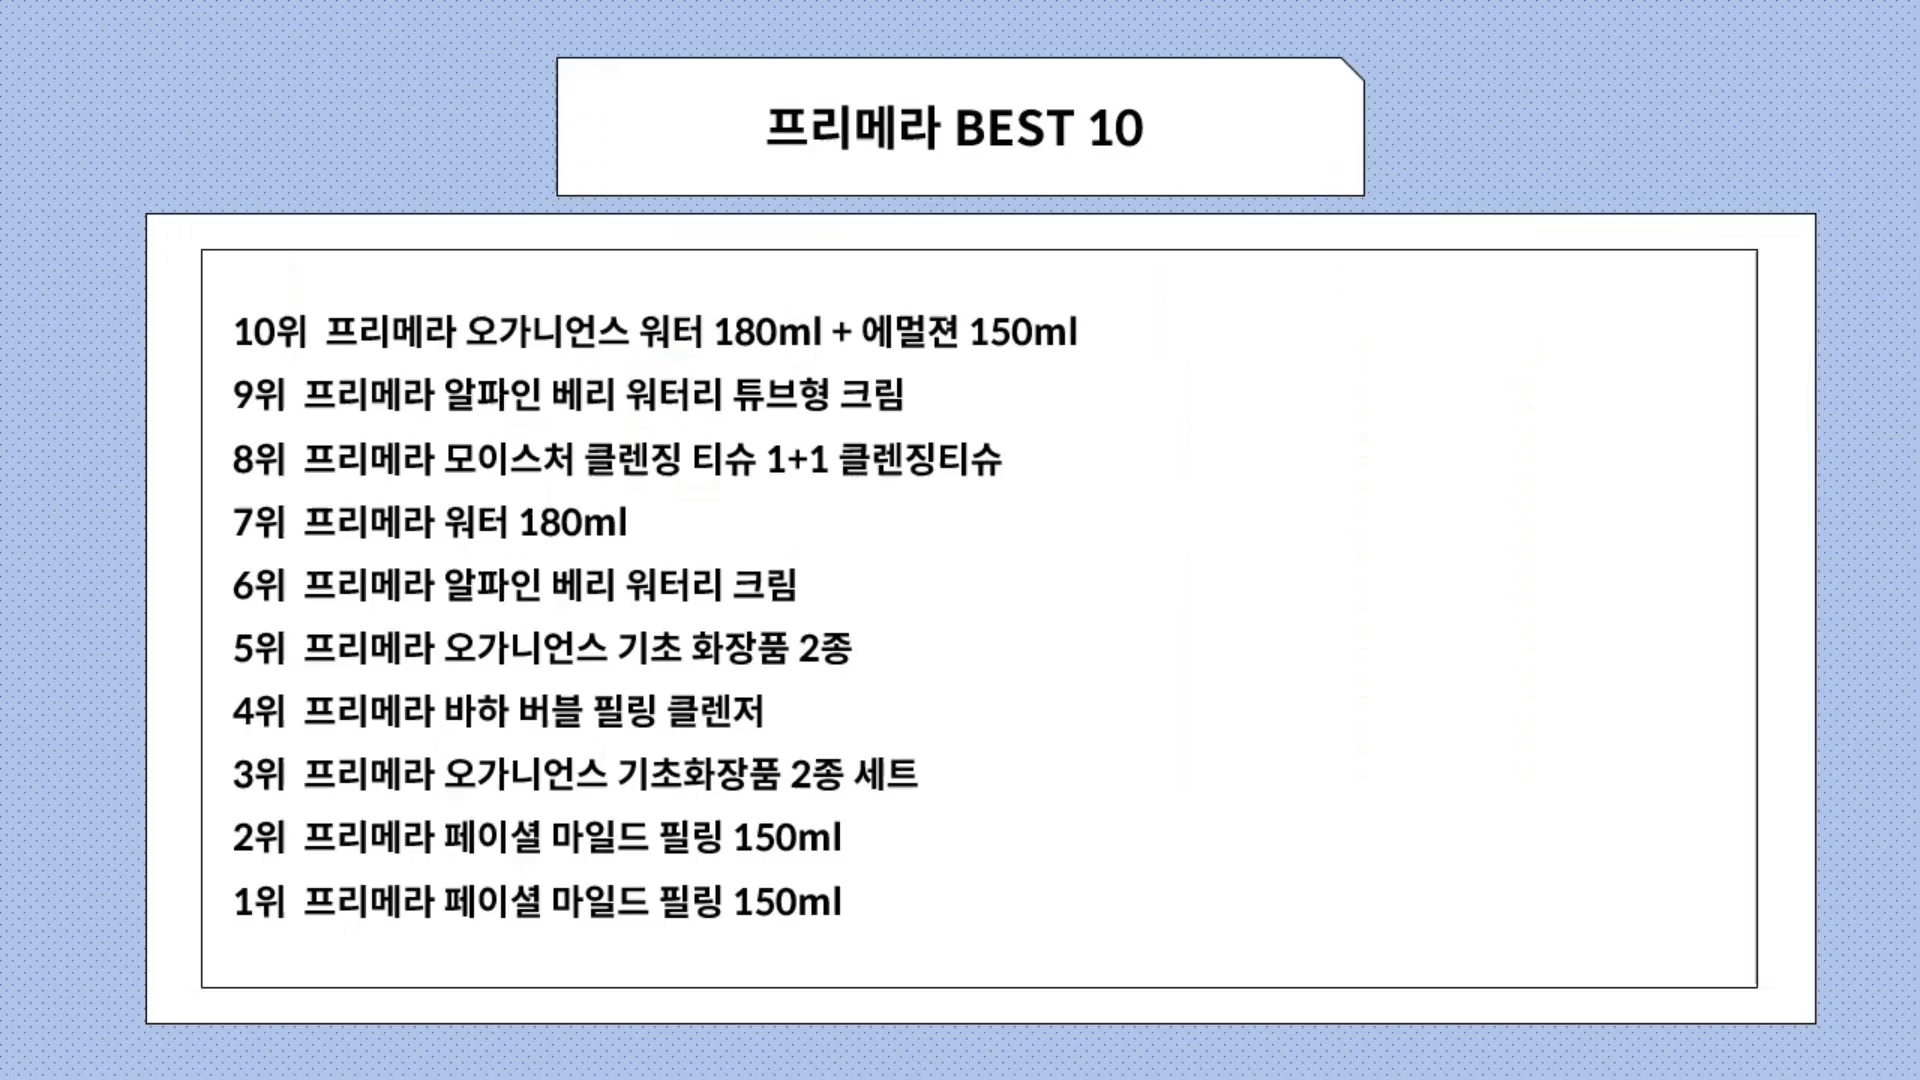 프리메라 BEST 10
10위 프리메라 오가니언스 워터 180ml + 에멀젼 150ml
9위 프리메라 알파인 베리 워터리 튜브형 크림
8위 프리메라 모이스처 클렌징 티슈 1+1 클렌징티슈
7위 프리메라 워터 180ml
6위 프리메라 알파인 베리 워터리 크림
5위 프리메라 오가니언스 기초 화장품 2종
4위 프리메라 바하 버블 필링 클렌저
3위 프리메라 오가니언스 기초화장품 2종 세트
2위 프리메라 페이셜 마일드 필링 150ml
1위 프리메라 페이셜 마일드 필링 150ml